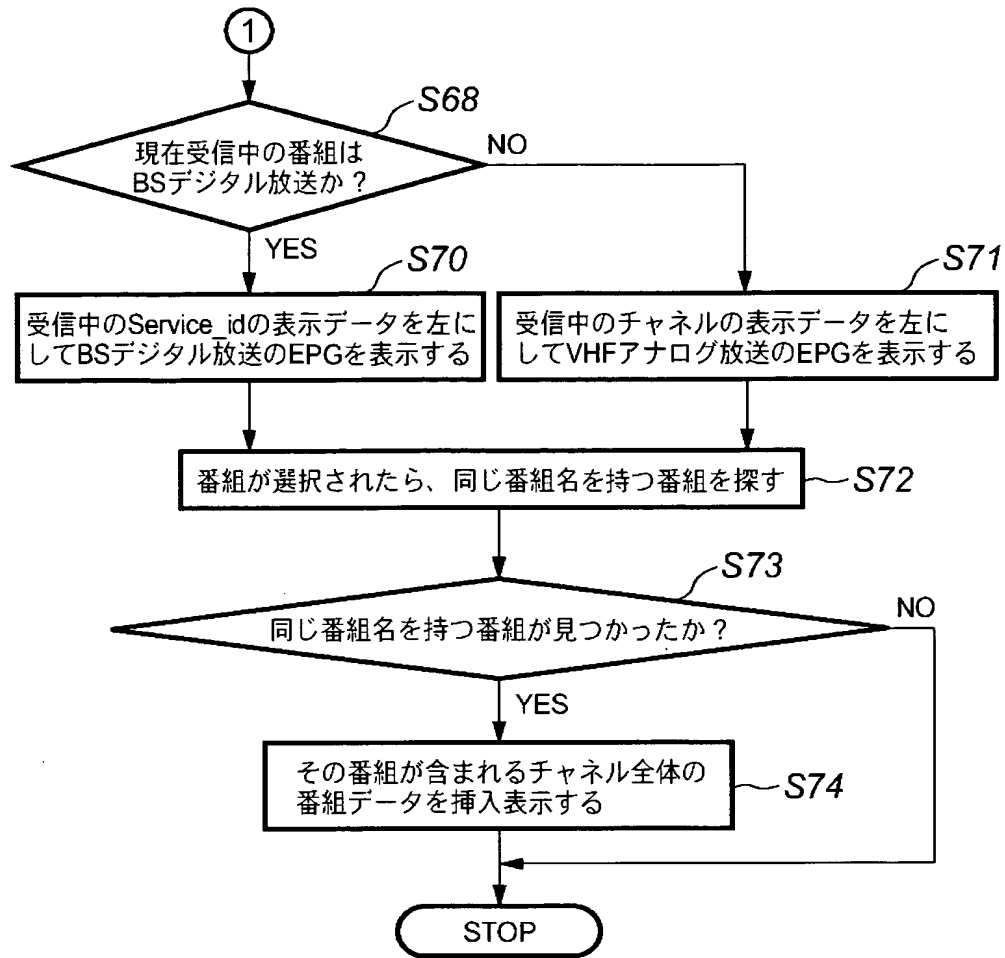 1
S68
現在受信中の番組は
BSデジタル放送か?
NO
YES
S70
受信中のService_idの表示データを左に
してBSデジタル放送のEPGを表示する
S71
受信中のチャネルの表示データを左に
してVHFアナログ放送のEPGを表示する
番組が選択されたら、同じ番組名を持つ番組を探す
S72
S73
同じ番組名を持つ番組が見つかったか?
NO
YES
その番組が含まれるチャネル全体の
番組データを挿入表示する
S74
STOP